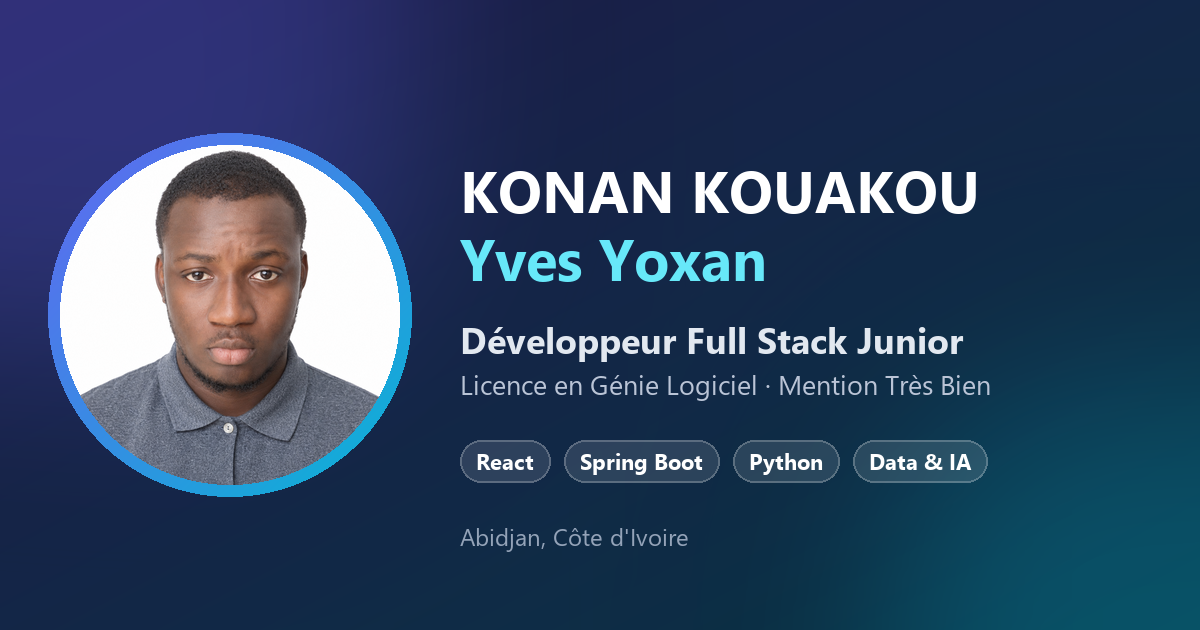 KONAN KOUAKOU
Yves Yoxan
Développeur Full Stack Junior
Licence en Génie Logiciel · Mention Très Bien
React Spring Boot Python Data & IA
Abidjan, Côte d'Ivoire